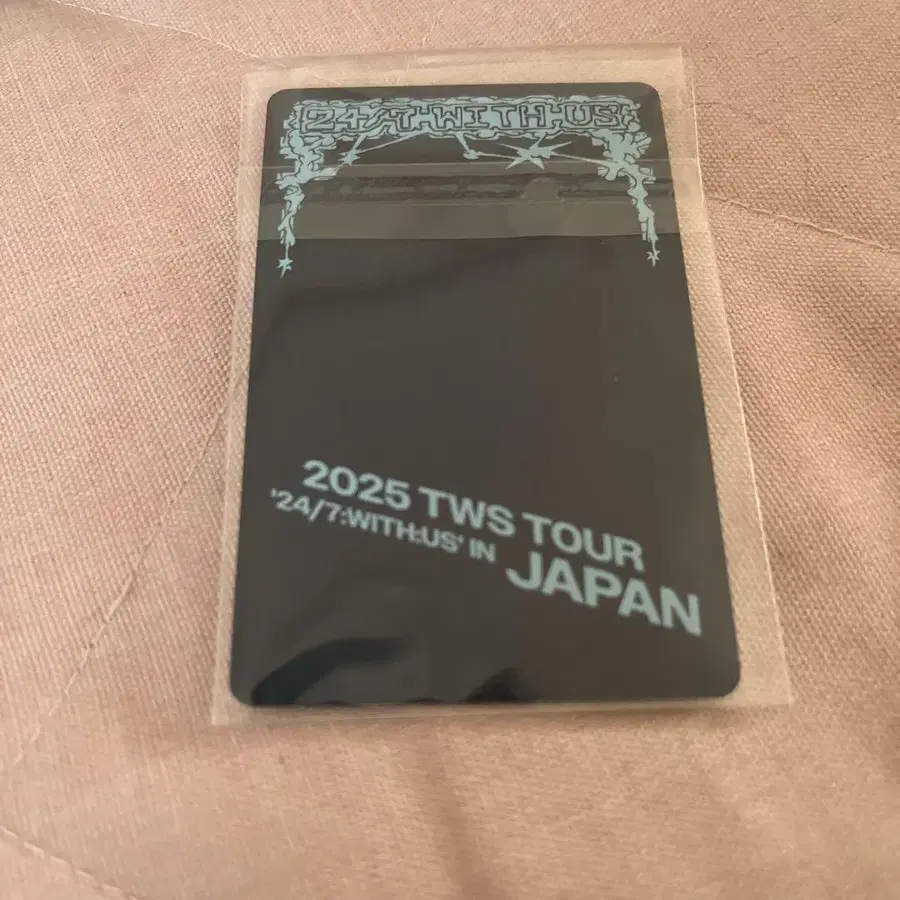 24/7:WITH:US
2025 TWS TOUR
'24/7:WITH:US' IN
JAPAN